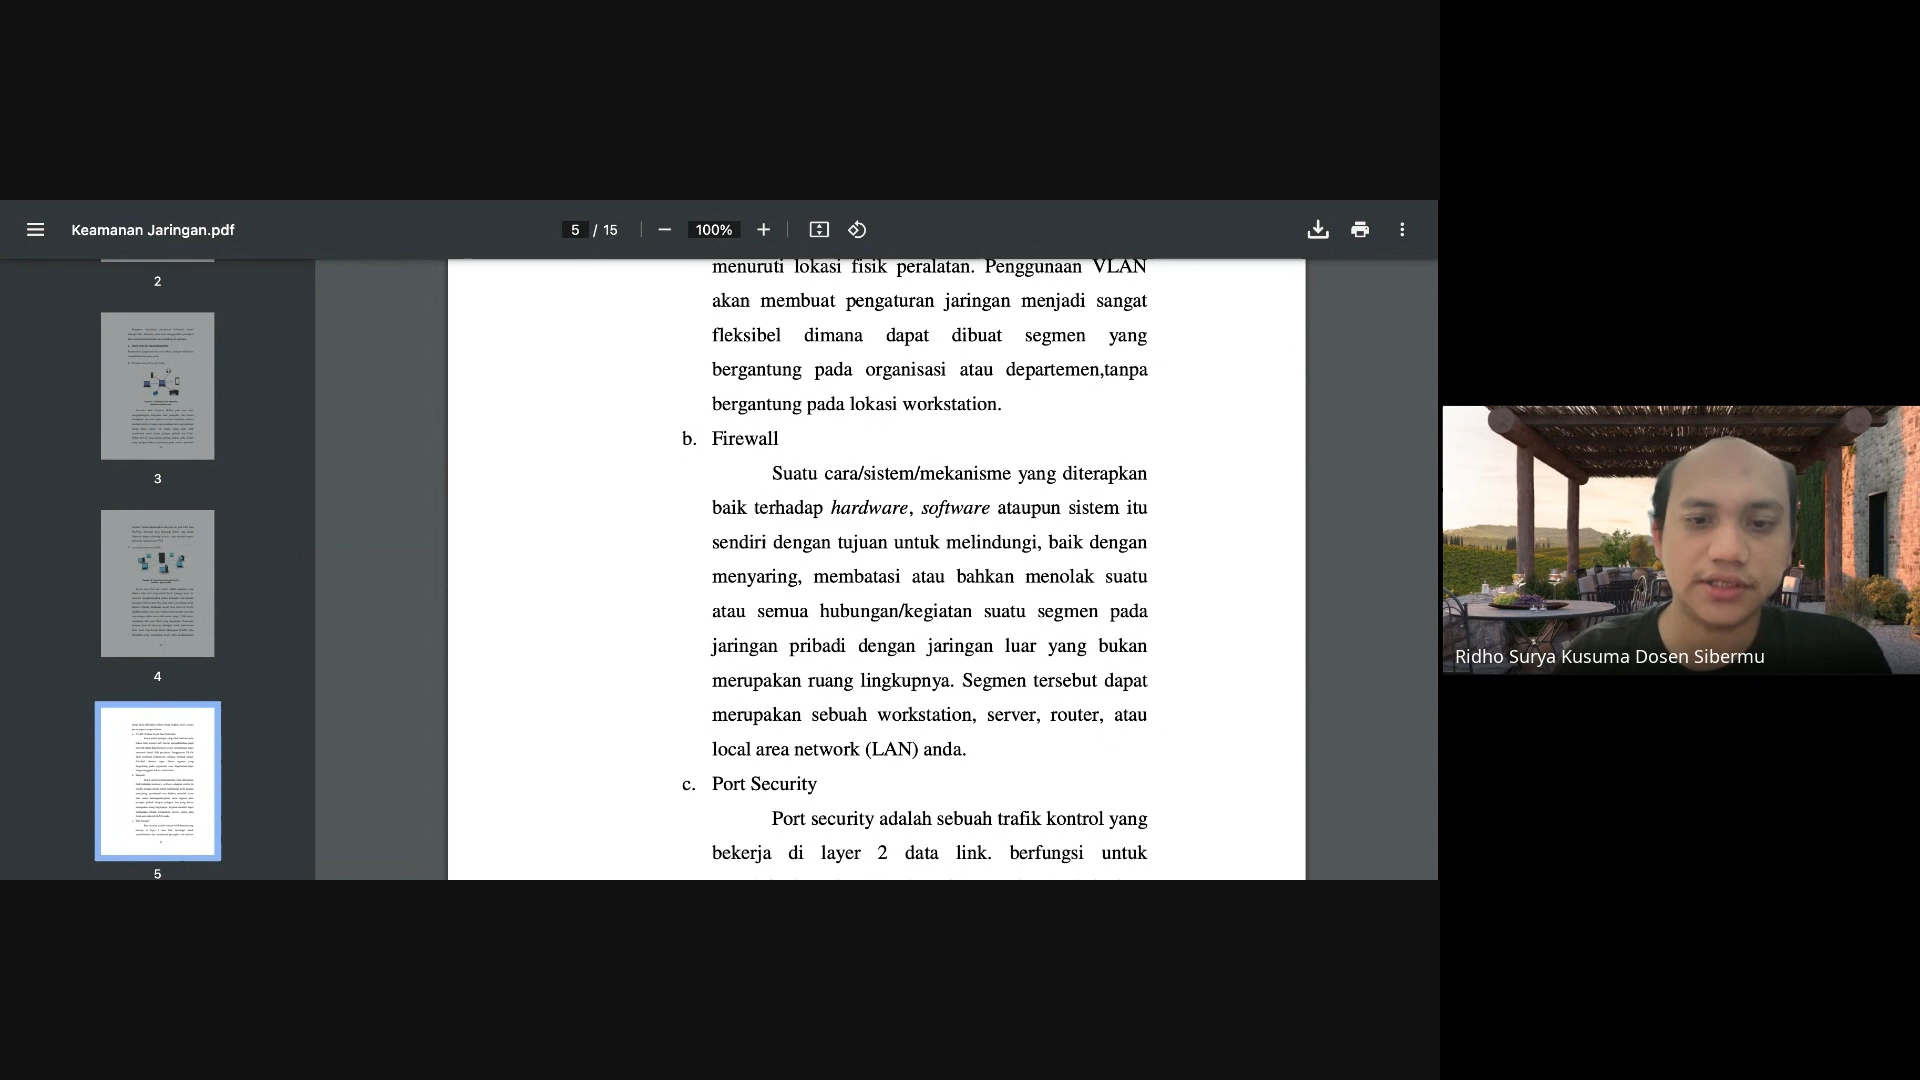 Keamanan Jaringan.pdf
5 / 15
100%
2
3
4
5
menuruti lokasi fisik peralatan. Penggunaan VLAN
akan membuat pengaturan jaringan menjadi sangat
fleksibel dimana dapat dibuat segmen yang
bergantung pada organisasi atau departemen,tanpa
bergantung pada lokasi workstation.
b. Firewall
Suatu cara/sistem/mekanisme yang diterapkan
baik terhadap hardware, software ataupun sistem itu
sendiri dengan tujuan untuk melindungi, baik dengan
menyaring, membatasi atau bahkan menolak suatu
atau semua hubungan/kegiatan suatu segmen pada
jaringan pribadi dengan jaringan luar yang bukan
merupakan ruang lingkupnya. Segmen tersebut dapat
merupakan sebuah workstation, server, router, atau
local area network (LAN) anda.
c. Port Security
Port security adalah sebuah trafik kontrol yang
bekerja di layer 2 data link. berfungsi untuk
Ridho Surya Kusuma Dosen Sibermu